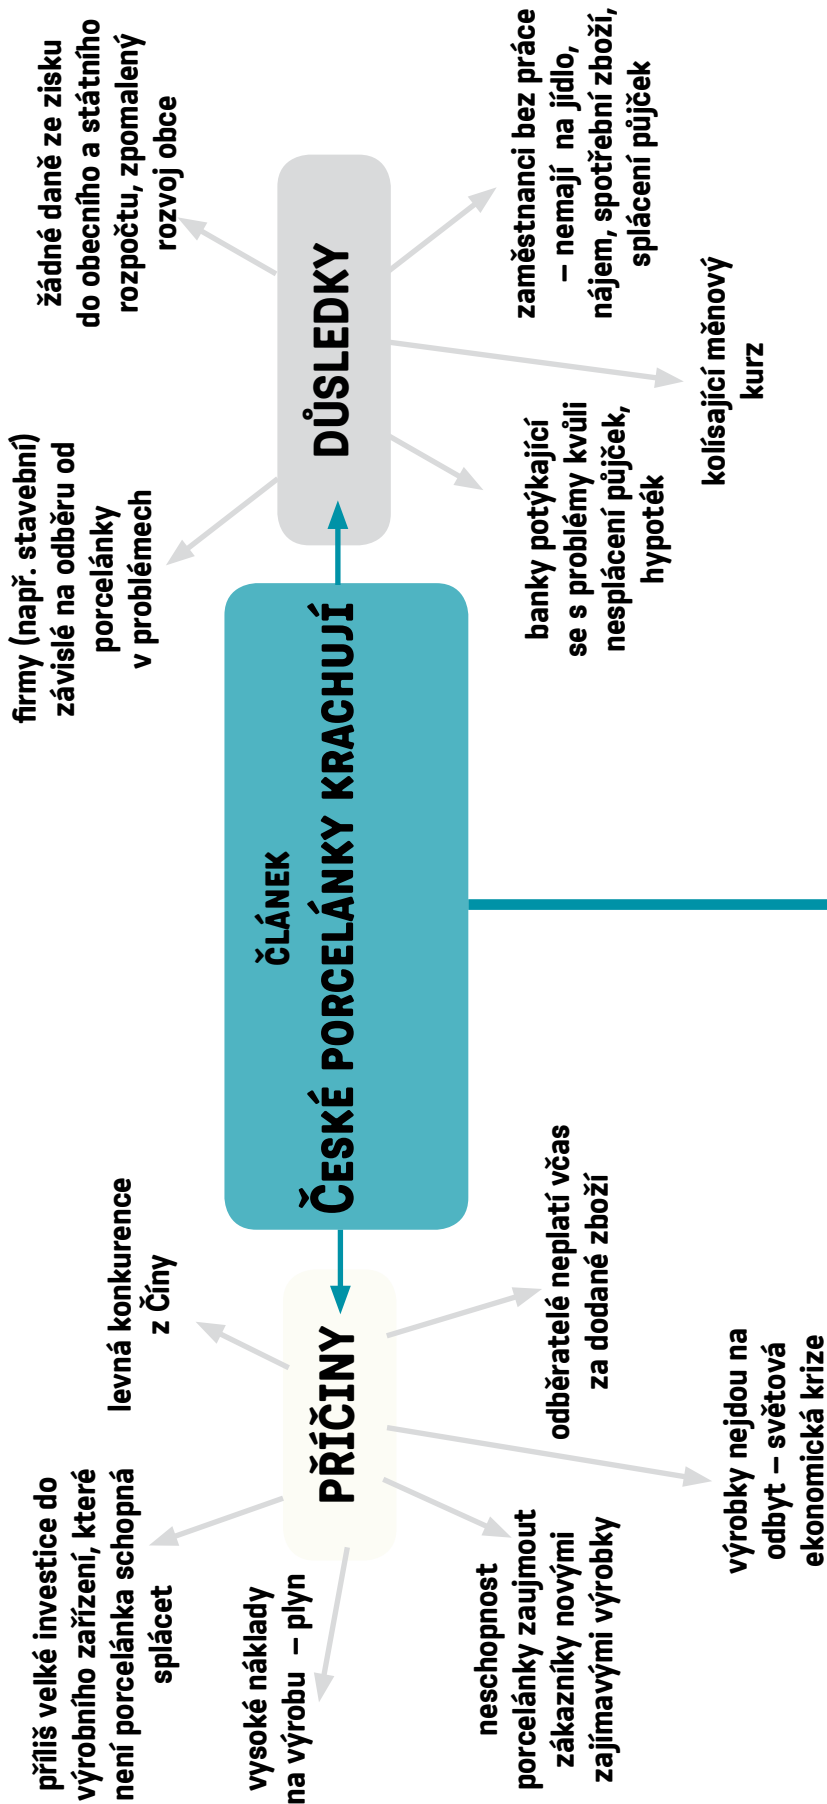 příliš velké investice do
výrobního zařízení, které
není porcelánka schopná
splácet
levná konkurence
z Číny
vysoké náklady
na výrobu – plyn
PŘÍČINY
neschopnost
porcelánky zaujmout
zákazníky novými
zajímavými výrobky
odběratelé neplatí včas
za dodané zboží
výrobky nejdou na
odbyt – světová
ekonomická krize
ČLÁNEK
ČESKÉ PORCELÁNKY KRACHUJÍ
firmy (např. stavební)
závislé na odběru od
porcelánky
v problémech
žádné daně ze zisku
do obecního a státního
rozpočtu, zpomalený
rozvoj obce
DŮSLEDKY
banky potýkající
se s problémy kvůli
nesplácení půjček,
hypoték
zaměstnanci bez práce
– nemají na jídlo,
nájem, spotřební zboží,
splácení půjček
kolísající měnový
kurz